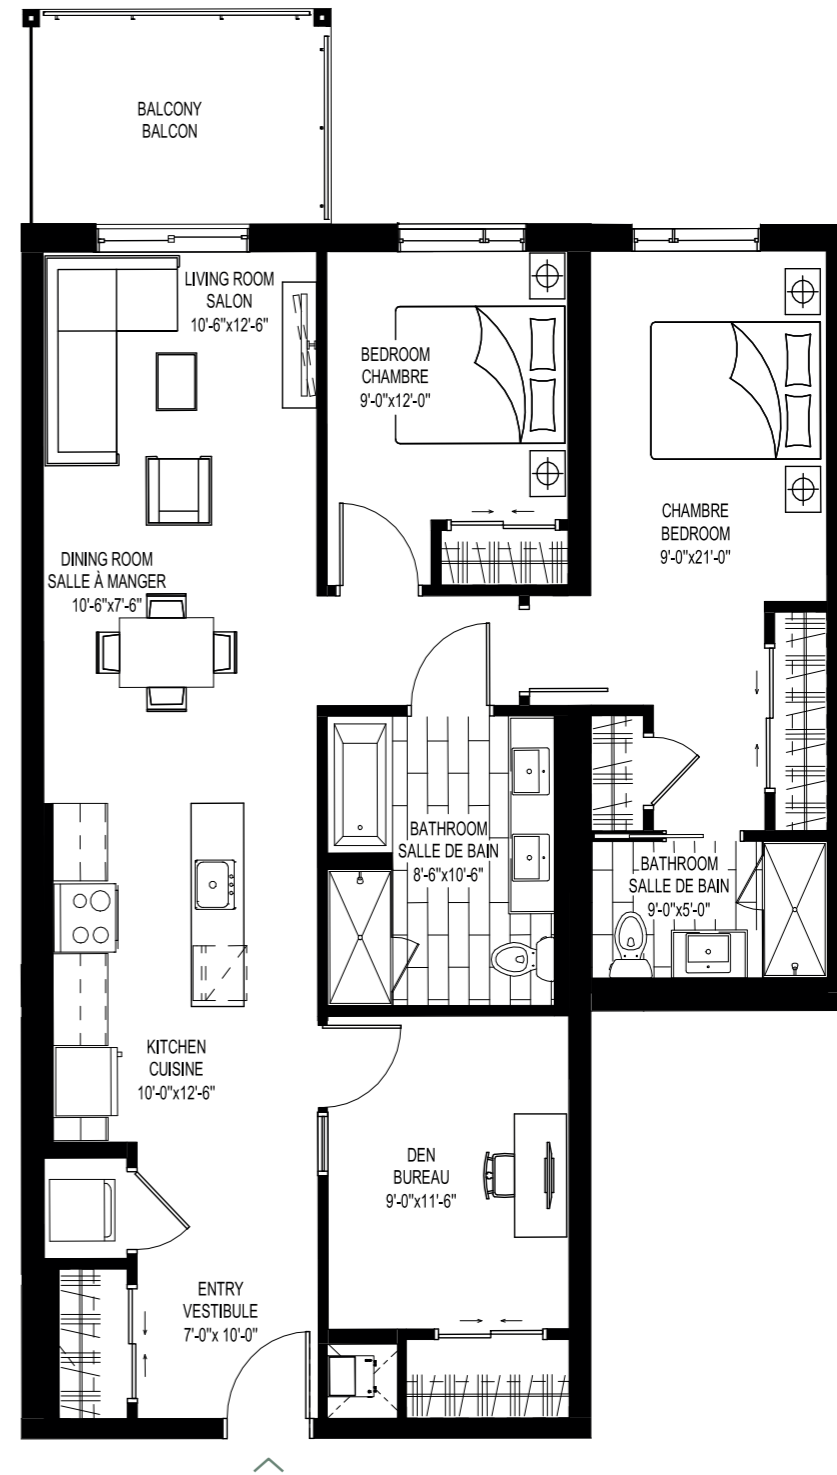 BALCONY
BALCON
LIVING ROOM
SALON
10'-6"x12'-6"
BEDROOM
CHAMBRE
9'-0"x12'-0"
CHAMBRE
BEDROOM
9'-0"x21'-0"
DINING ROOM
SALLE À MANGER
10'-6"x7'-6"
BATHROOM
SALLE DE BAIN
8'-6"x10'-6"
BATHROOM
SALLE DE BAIN
9'-0"x5'-0"
KITCHEN
CUISINE
10'-0"x12'-6"
DEN
BUREAU
9'-0"x11'-6"
ENTRY
VESTIBULE
7'-0"x 10'-0"